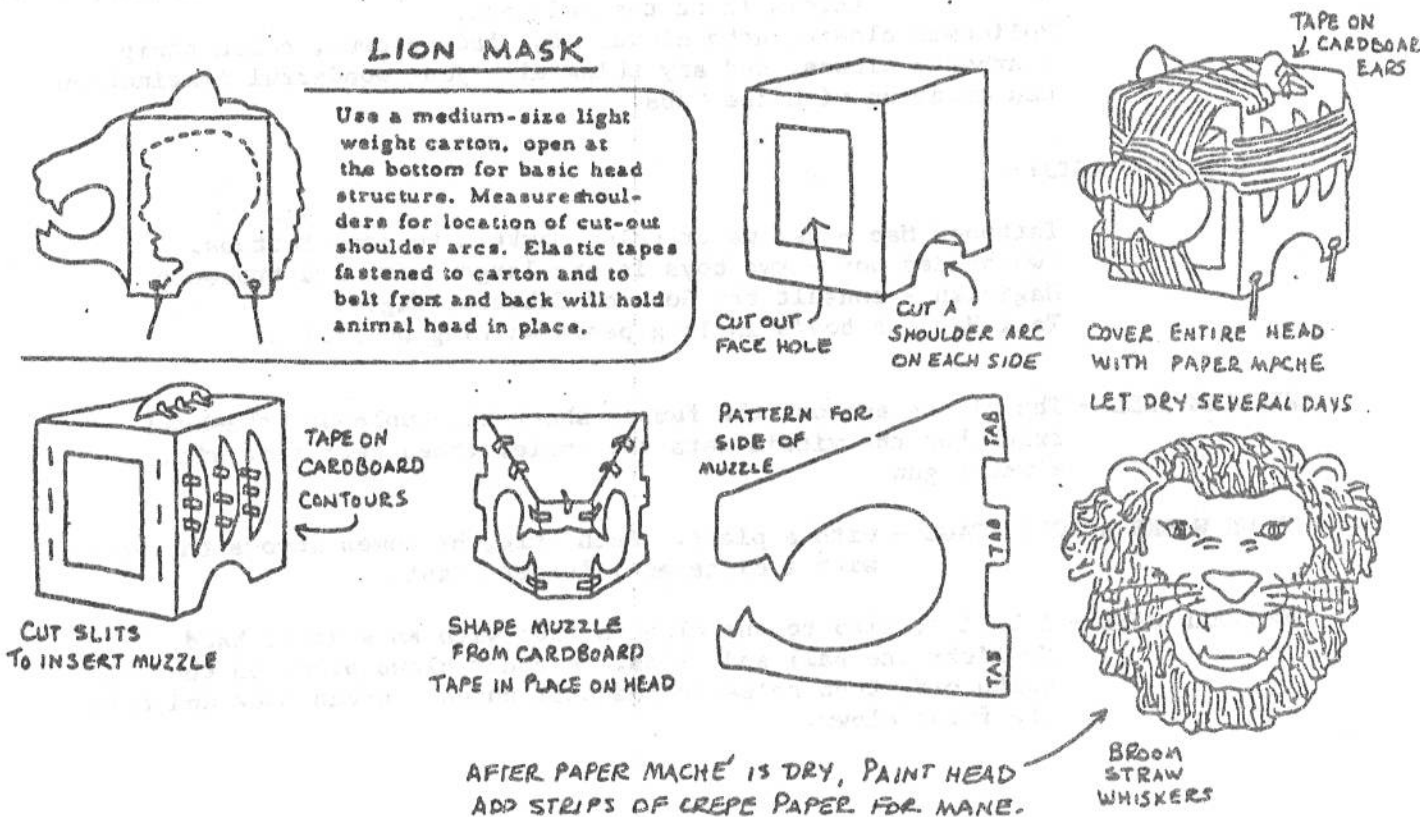 LION MASK
Use a medium-size light
weight carton, open at
the bottom for basic head
structure. Measure shoul-
ders for location of cut-out
shoulder arcs. Elastic tapes
fastened to carton and to
belt front and back will hold
animal head in place.
CUT OUT
FACE HOLE
CUT A
SHOULDER ARC
ON EACH SIDE
TAPE ON
CARDBOAR
EARS
COVER ENTIRE HEAD
WITH PAPER MACHE
LET DRY SEVERAL DAYS
TAPE ON
CARDBOARD
CONTOURS
CUT SLITS
TO INSERT MUZZLE
SHAPE MUZZLE
FROM CARDBOARD
TAPE IN PLACE ON HEAD
PATTERN FOR
SIDE OF
MUZZLE
TAB
TAB
TAB
AFTER PAPER MACHÉ IS DRY, PAINT HEAD
ADD STRIPS OF CREPE PAPER FOR MANE.
BROOM
STRAW
WHISKERS